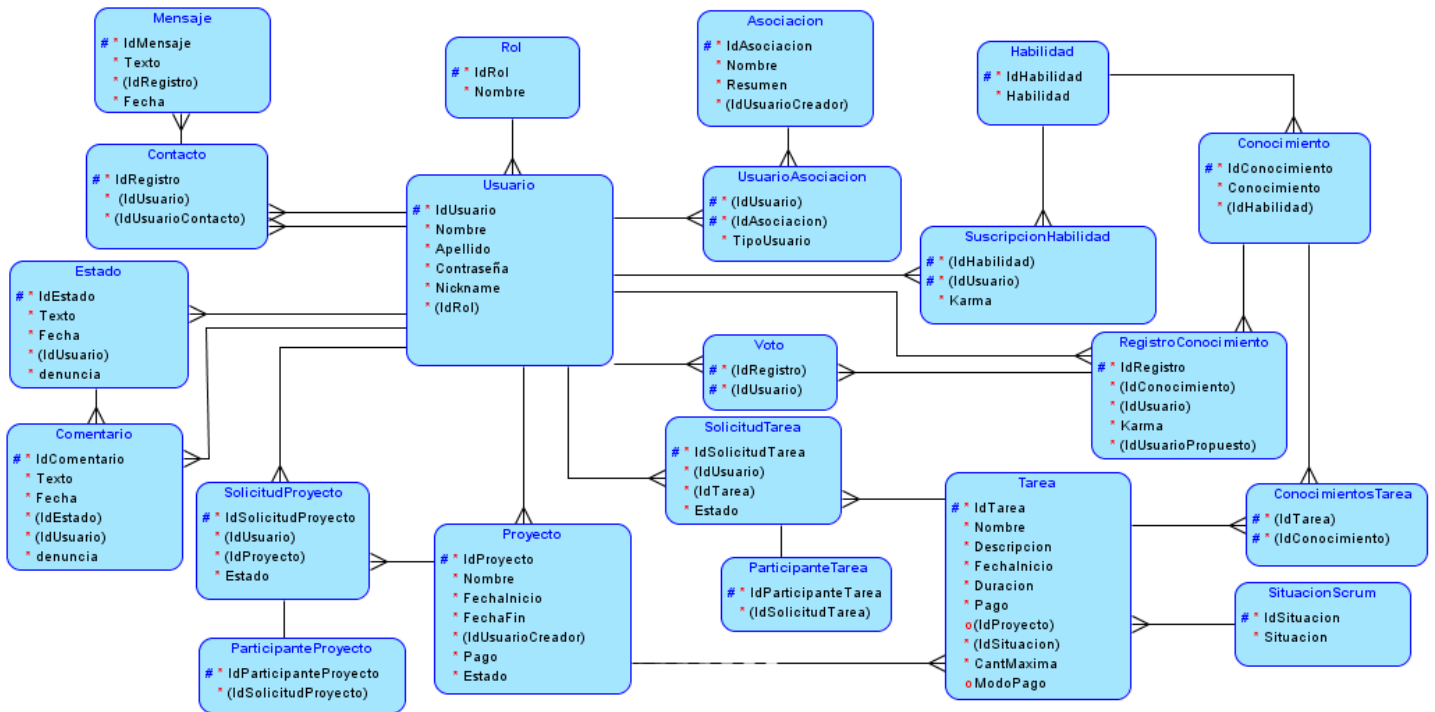 Mensaje
# * IdMensaje
* Texto
* (IdRegistro)
* Fecha
Rol
# * IdRol
* Nombre
Asociacion
# * IdAsociacion
* Nombre
* Resumen
* (IdUsuarioCreador)
Habilidad
# * IdHabilidad
* Habilidad
Contacto
# * IdRegistro
* (IdUsuario)
* (IdUsuarioContacto)
Usuario
# * IdUsuario
* Nombre
* Apellido
* Contraseña
* Nickname
* (IdRol)
UsuarioAsociacion
# * (IdUsuario)
# * (IdAsociacion)
* TipoUsuario
Conocimiento
# * IdConocimiento
* Conocimiento
* (IdHabilidad)
SuscripcionHabilidad
# * (IdHabilidad)
# * (IdUsuario)
* Karma
Estado
# * IdEstado
* Texto
* Fecha
* (IdUsuario)
* denuncia
Voto
# * (IdRegistro)
# * (IdUsuario)
RegistroConocimiento
# * IdRegistro
* (IdConocimiento)
* (IdUsuario)
* Karma
* (IdUsuarioPropuesto)
Comentario
# * IdComentario
* Texto
* Fecha
* (IdEstado)
* (IdUsuario)
* denuncia
SolicitudProyecto
# * IdSolicitudProyecto
* (IdUsuario)
* (IdProyecto)
* Estado
SolicitudTarea
# * IdSolicitudTarea
* (IdUsuario)
* (IdTarea)
* Estado
Tarea
# * IdTarea
* Nombre
* Descripcion
* FechaInicio
* Duracion
* Pago
o (IdProyecto)
* (IdSituacion)
* CantMaxima
o ModoPago
ConocimientosTarea
# * (IdTarea)
# * (IdConocimiento)
Proyecto
# * IdProyecto
* Nombre
* FechaInicio
* FechaFin
* (IdUsuarioCreador)
* Pago
* Estado
ParticipanteTarea
# * IdParticipanteTarea
* (IdSolicitudTarea)
SituacionScrum
# * IdSituacion
* Situacion
ParticipanteProyecto
# * IdParticipanteProyecto
* (IdSolicitudProyecto)